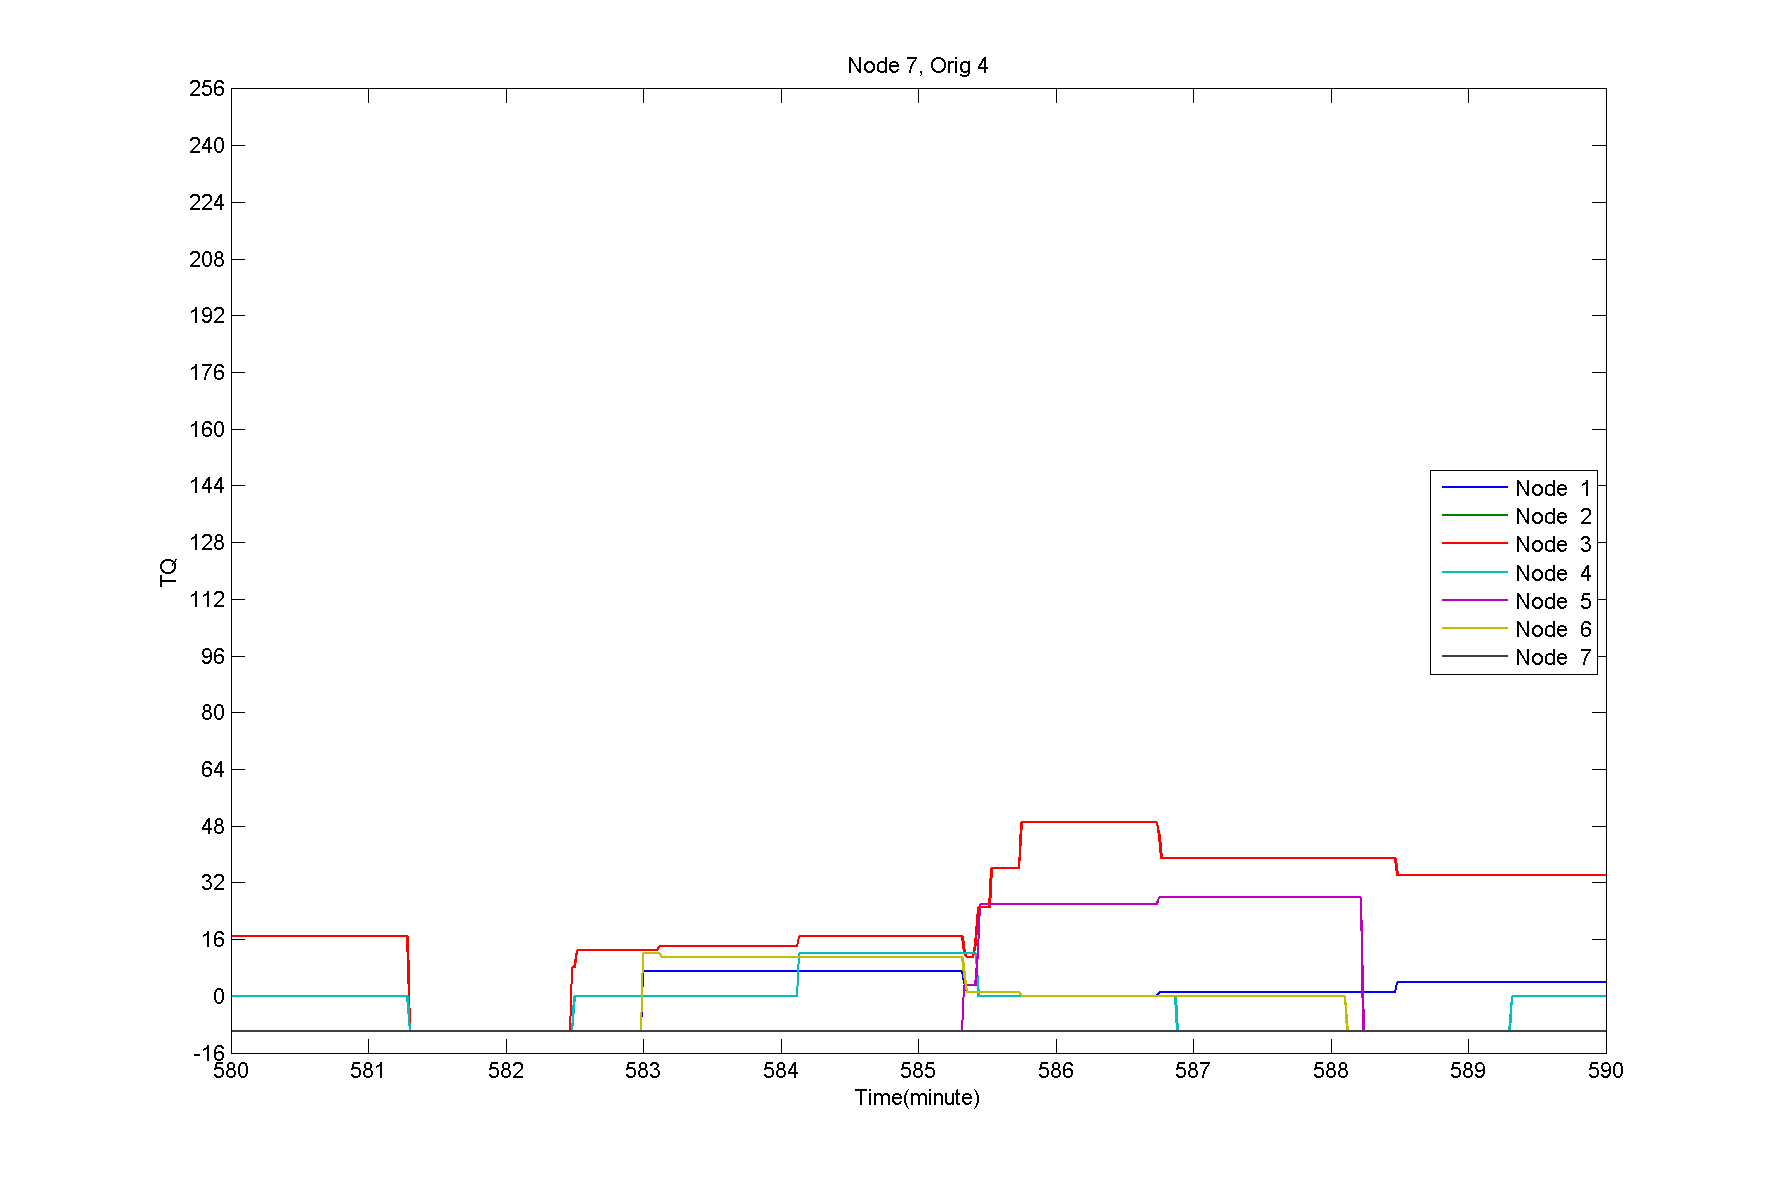 Node 7, Orig 4
256
240
224
208
192
176
160
144
128
112
96
80
64
48
32
16
0
-16
TQ
Node 1
Node 2
Node 3
Node 4
Node 5
Node 6
Node 7
580 581 582 583 584 585 586 587 588 589 590
Time(minute)